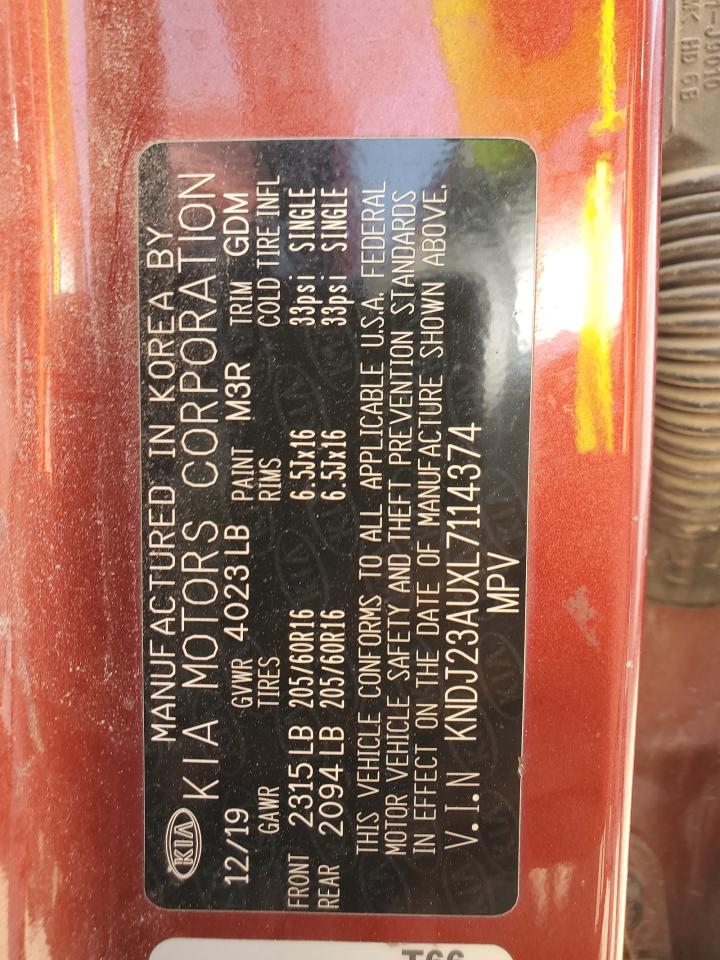 KIA
MANUFACTURED IN KOREA BY
KIA MOTORS CORPORATION
12/19 GVWR 4023 LB PAINT M3R TRIM GDM
GAWR TIRES RIMS COLD TIRE INFL
FRONT 2315 LB 205/60R16 6.5Jx16 33psi SINGLE
REAR 2094 LB 205/60R16 6.5Jx16 33psi SINGLE
THIS VEHICLE CONFORMS TO ALL APPLICABLE U.S.A. FEDERAL
MOTOR VEHICLE SAFETY AND THEFT PREVENTION STANDARDS
IN EFFECT ON THE DATE OF MANUFACTURE SHOWN ABOVE.
V.I.N KNDJ23AUXL7114374
MPV